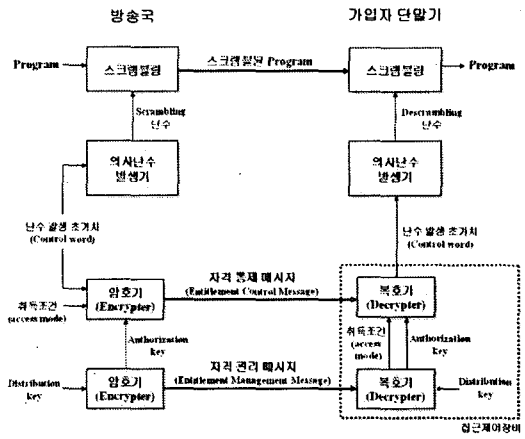 방송국
가입자 단말기
Program
스크램블링
스크램블된 Program
스크램블링
Program
Scrambling
난수
Descrambling
난수
의사난수
발생기
의사난수
발생기
난수 발생 초기치
(Control word)
난수 발생 초기치
(Control word)
취득조건
(access mode)
암호기
(Encrypter)
자격 통제 메시지
(Entitlement Control Message)
복호기
(Decrypter)
Authorization
key
취득조건
(access
mode)
Authorization
key
Distribution
key
암호기
(Encrypter)
자격 관리 메시지
(Entitlement Management Message)
복호기
(Decrypter)
Distribution
key
접근제어장비